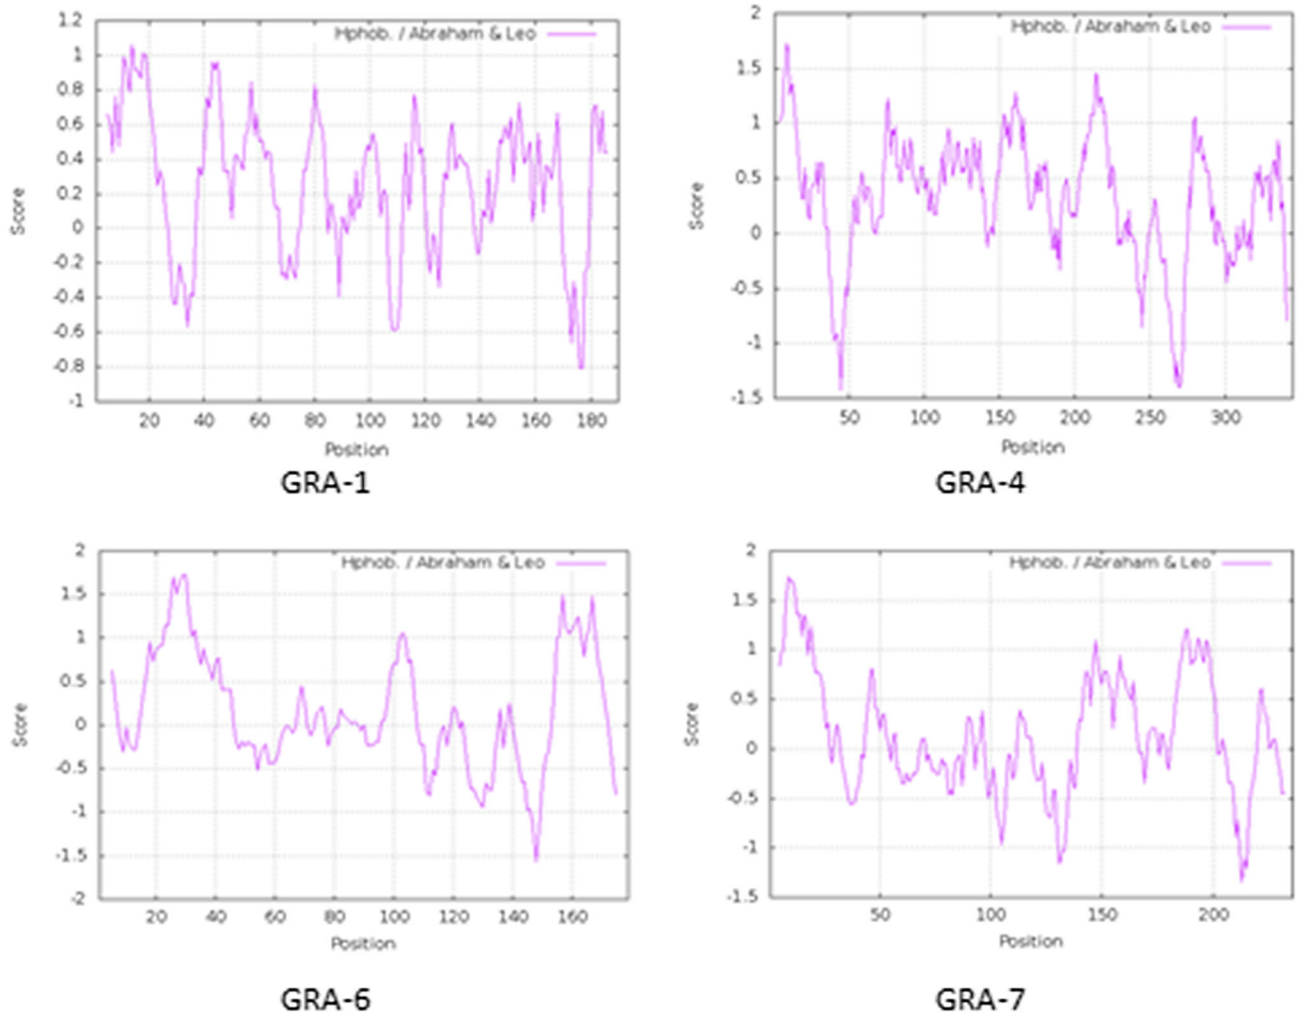 Hphob. / Abraham & Leo
1.2
1
0.8
0.6
0.4
0.2
0
-0.2
-0.4
-0.6
-0.8
-1
Score
20 40 60 80 100 120 140 160 180
Position
GRA-1
Hphob. / Abraham & Leo
2
1.5
1
0.5
0
-0.5
-1
-1.5
Score
50 100 150 200 250 300
Position
GRA-4
Hphob. / Abraham & Leo
2
1.5
1
0.5
0
-0.5
-1
-1.5
-2
Score
20 40 60 80 100 120 140 160
Position
GRA-6
Hphob. / Abraham & Leo
2
1.5
1
0.5
0
-0.5
-1
-1.5
Score
50 100 150 200
Position
GRA-7